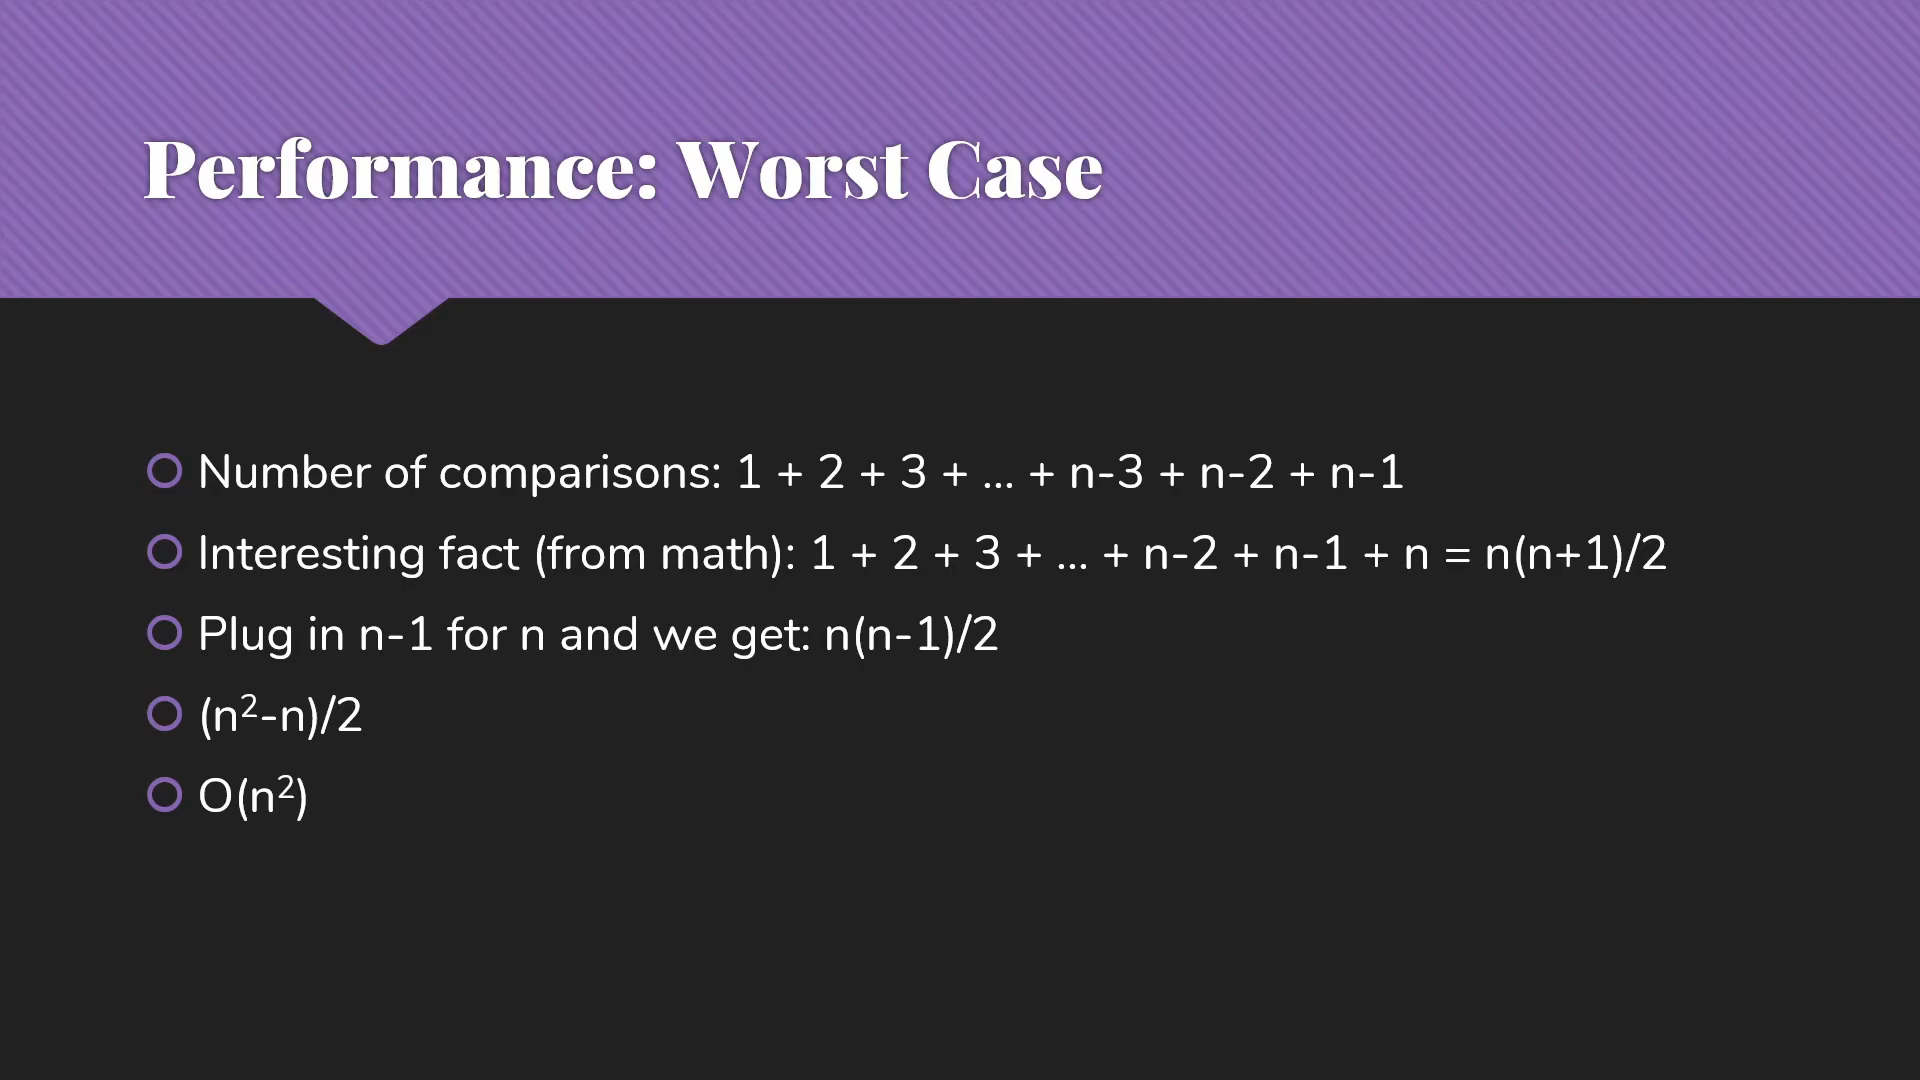 Performance: Worst Case
Number of comparisons: 1 + 2 + 3 + ... + n-3 + n-2 + n-1
Interesting fact (from math): 1 + 2 + 3 + ... + n-2 + n-1 + n = n(n+1)/2
Plug in n-1 for n and we get: n(n-1)/2
(n²-n)/2
O(n²)